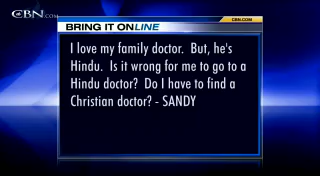 CBN.COM
CBN.COM
BRING IT ONLINE
I love my family doctor. But, he's
Hindu. Is it wrong for me to go to a
Hindu doctor? Do I have to find a
Christian doctor? - SANDY